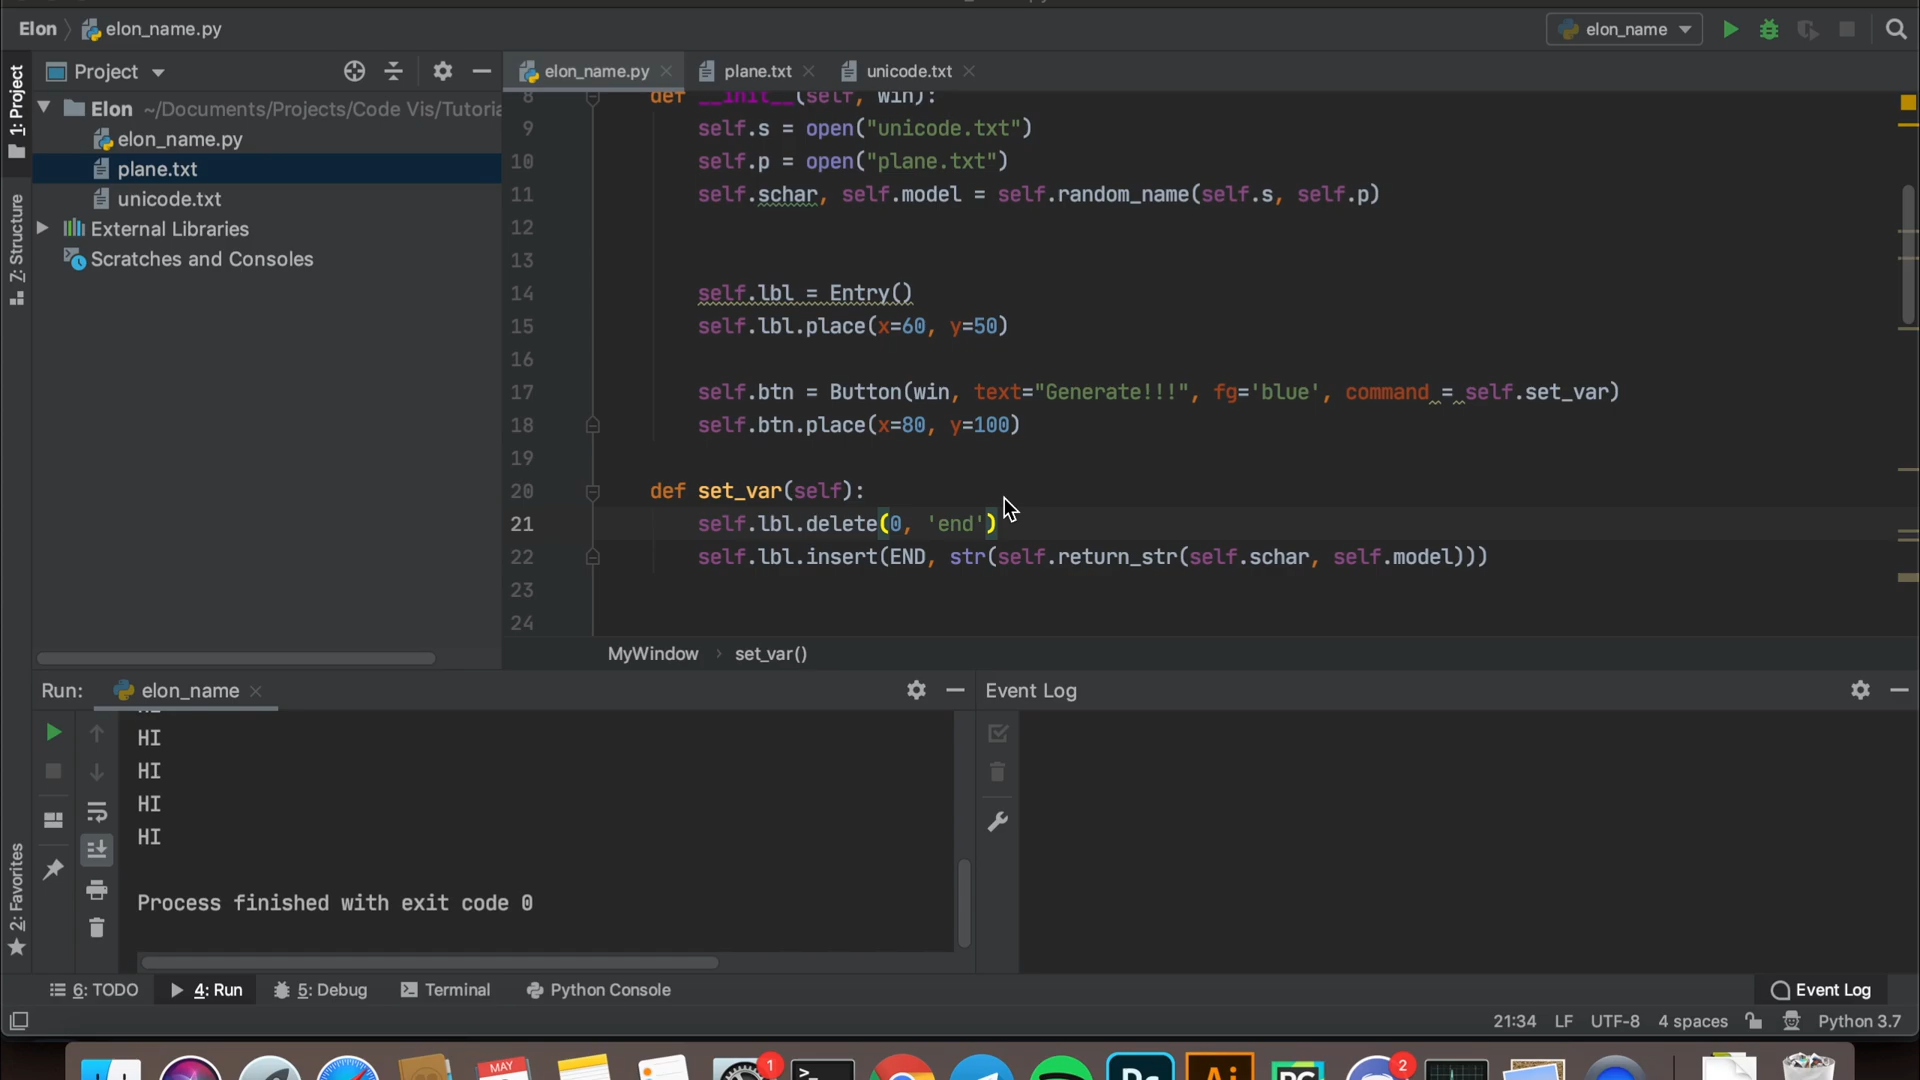 Elon elon_name.py elon_name
1: Project
Project
elon_name.py plane.txt unicode.txt
Elon ~/Documents/Projects/Code Vis/Tutoria
elon_name.py
plane.txt
unicode.txt
External Libraries
Scratches and Consoles
Z: Structure
8 def __init__(self, win):
9 self.s = open("unicode.txt")
10 self.p = open("plane.txt")
11 self.schar, self.model = self.random_name(self.s, self.p)
12
13
14 self.lbl = Entry()
15 self.lbl.place(x=60, y=50)
16
17 self.btn = Button(win, text="Generate!!!", fg='blue', command = self.set_var)
18 self.btn.place(x=80, y=100)
19
20 def set_var(self):
21 self.lbl.delete(0, 'end')
22 self.lbl.insert(END, str(self.return_str(self.schar, self.model)))
23
24
MyWindow set_var()
Run: elon_name
HI
HI
HI
HI
Process finished with exit code 0
2: Favorites
Event Log
6: TODO 4: Run 5: Debug Terminal Python Console Event Log
21:34 LF UTF-8 4 spaces Python 3.7
MAY
1
2